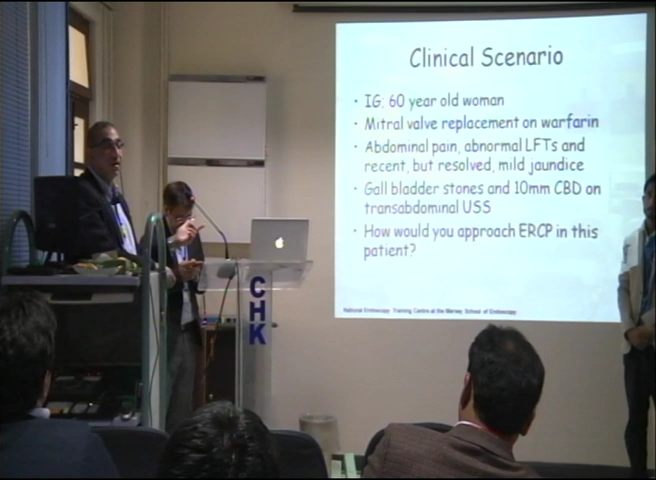 Clinical Scenario
• IG; 60 year old woman
• Mitral valve replacement on warfarin
• Abdominal pain, abnormal LFTs and
recent, but resolved, mild jaundice
• Gall bladder stones and 10mm CBD on
transabdominal USS
• How would you approach ERCP in this
patient?
National Endoscopy Training Centre at the Mersey School of Endoscopy
CHK